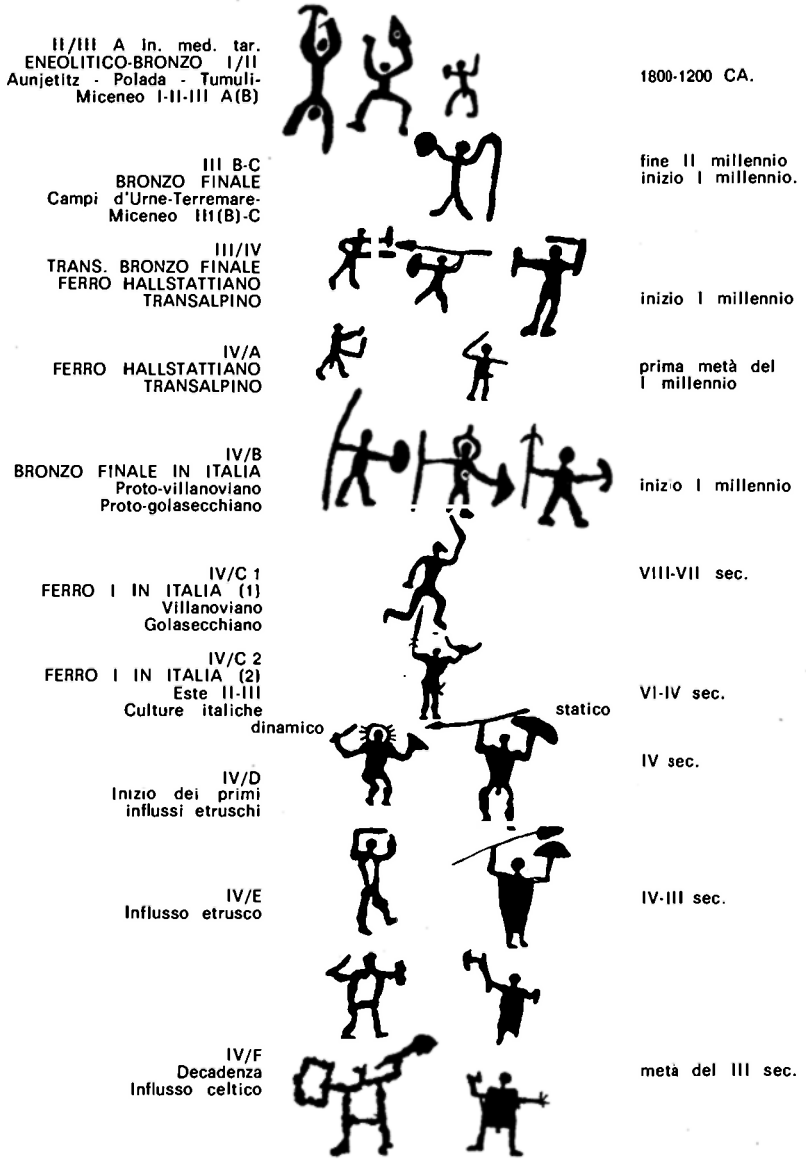 II/III A In. med. tar.
ENEOLITICO-BRONZO I/II
Aunjetitz - Polada - Tumuli-
Miceneo I-II-III A(B)
1800-1200 CA.
III B-C
BRONZO FINALE
Campi d'Urne-Terremare-
Miceneo III(B)-C
fine II millennio
inizio I millennio.
III/IV
TRANS. BRONZO FINALE
FERRO HALLSTATTIANO
TRANSALPINO
inizio I millennio
IV/A
FERRO HALLSTATTIANO
TRANSALPINO
prima metà del
I millennio
IV/B
BRONZO FINALE IN ITALIA
Proto-villanoviano
Proto-golasecchiano
inizio I millennio
IV/C 1
FERRO I IN ITALIA (1)
Villanoviano
Golasecchiano
VIII-VII sec.
IV/C 2
FERRO I IN ITALIA (2)
Este II-III
Culture italiche
VI-IV sec.
dinamico
statico
IV/D
Inizio dei primi
influssi etruschi
IV sec.
IV/E
Influsso etrusco
IV-III sec.
IV/F
Decadenza
Influsso celtico
metà del III sec.